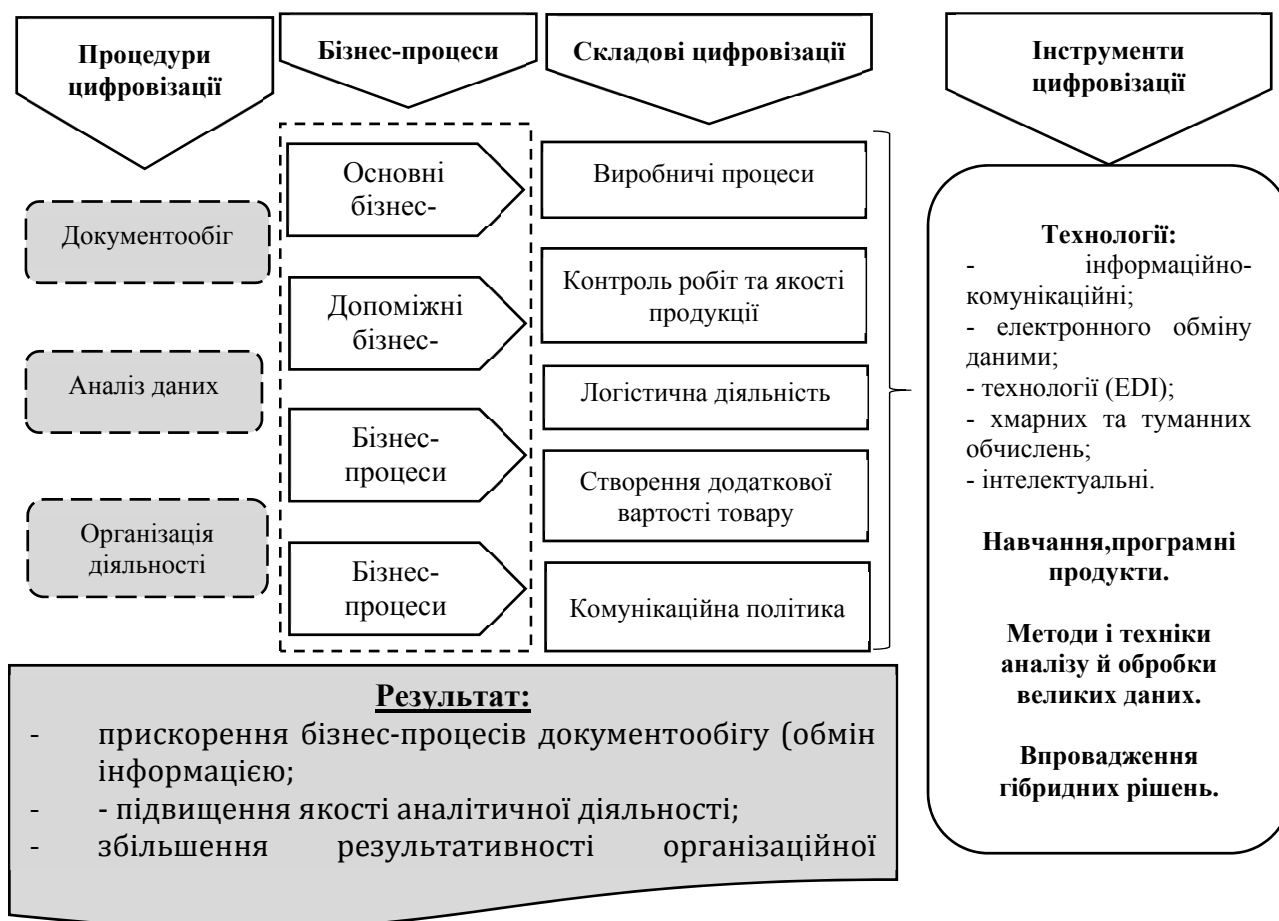 Процедури
цифровізації
Бізнес-процеси
Складові цифровізації
Інструменти
цифровізації
Документообіг
Аналіз даних
Організація
діяльності
Основні
бізнес-
Допоміжні
бізнес-
Бізнес-
процеси
Бізнес-
процеси
Виробничі процеси
Контроль робіт та якості
продукції
Логістична діяльність
Створення додаткової
вартості товару
Комунікаційна політика
Технології:
- інформаційно-
комунікаційні;
- електронного обміну
даними;
- технології (EDI);
- хмарних та туманних
обчислень;
- інтелектуальні.
Навчання,програмні
продукти.
Методи і техніки
аналізу й обробки
великих даних.
Впровадження
гібридних рішень.
Результат:
- прискорення бізнес-процесів документообігу (обмін
інформацією;
- - підвищення якості аналітичної діяльності;
- збільшення результативності організаційної